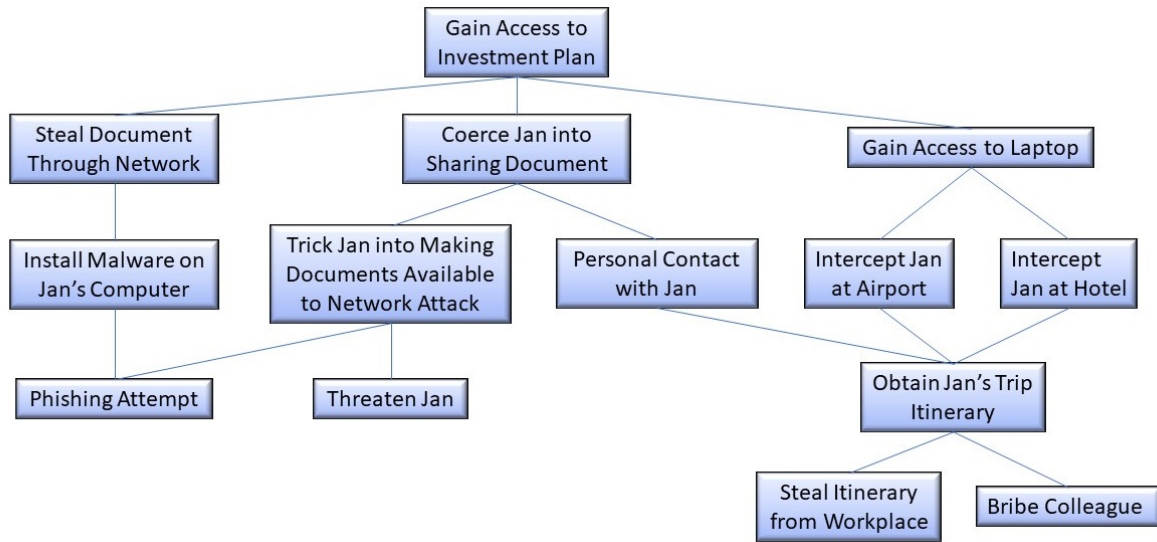 Gain Access to
Investment Plan
Steal Document
Through Network
Coerce Jan into
Sharing Document
Gain Access to Laptop
Install Malware on
Jan’s Computer
Trick Jan into Making
Documents Available
to Network Attack
Personal Contact
with Jan
Intercept Jan
at Airport
Intercept
Jan at Hotel
Phishing Attempt
Threaten Jan
Obtain Jan’s Trip
Itinerary
Steal Itinerary
from Workplace
Bribe Colleague